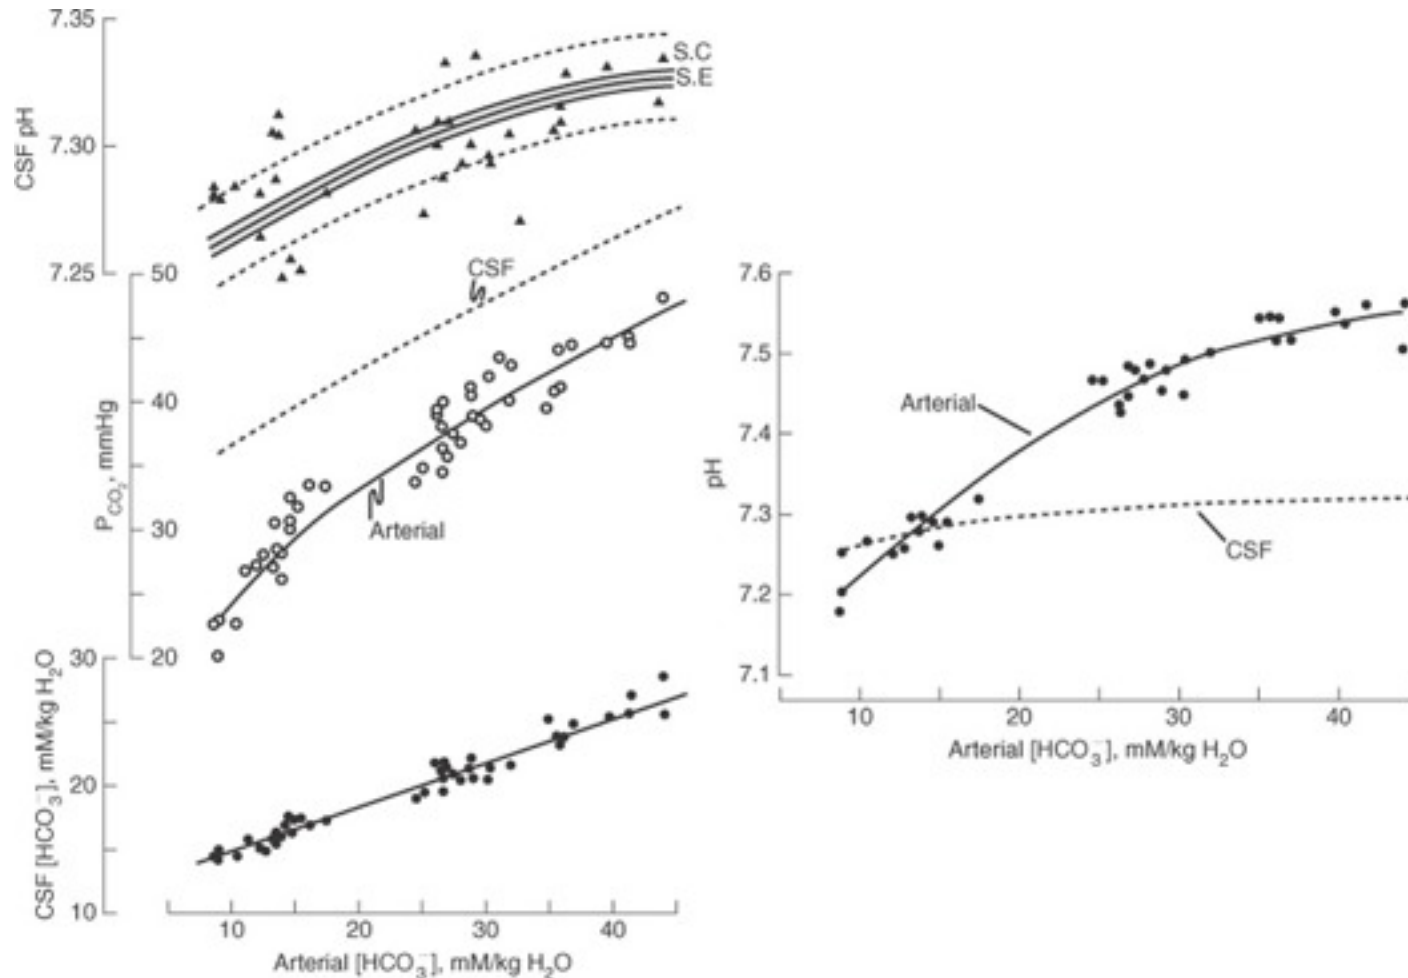 7.35
7.30
7.25
CSF pH
S.C
S.E
50
40
30
20
P_CO₂, mmHg
CSF
Arterial
30
20
10
CSF [HCO₃⁻], mM/kg H₂O
10 20 30 40
Arterial [HCO₃⁻], mM/kg H₂O
7.6
7.5
7.4
7.3
7.2
7.1
pH
Arterial
CSF
10 20 30 40
Arterial [HCO₃⁻], mM/kg H₂O